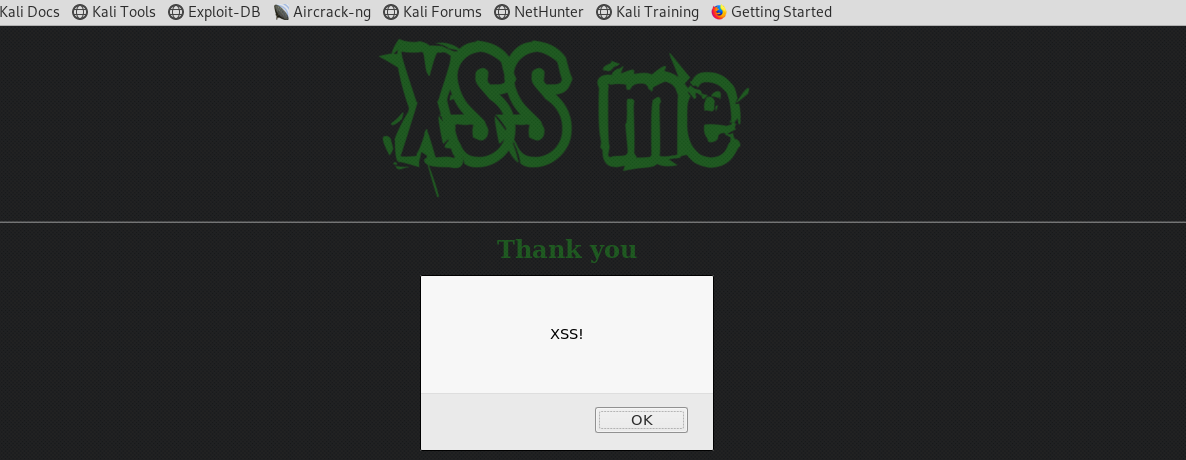 Kali Docs Kali Tools Exploit-DB Aircrack-ng Kali Forums NetHunter Kali Training Getting Started
XSS me
Thank you
XSS!
OK